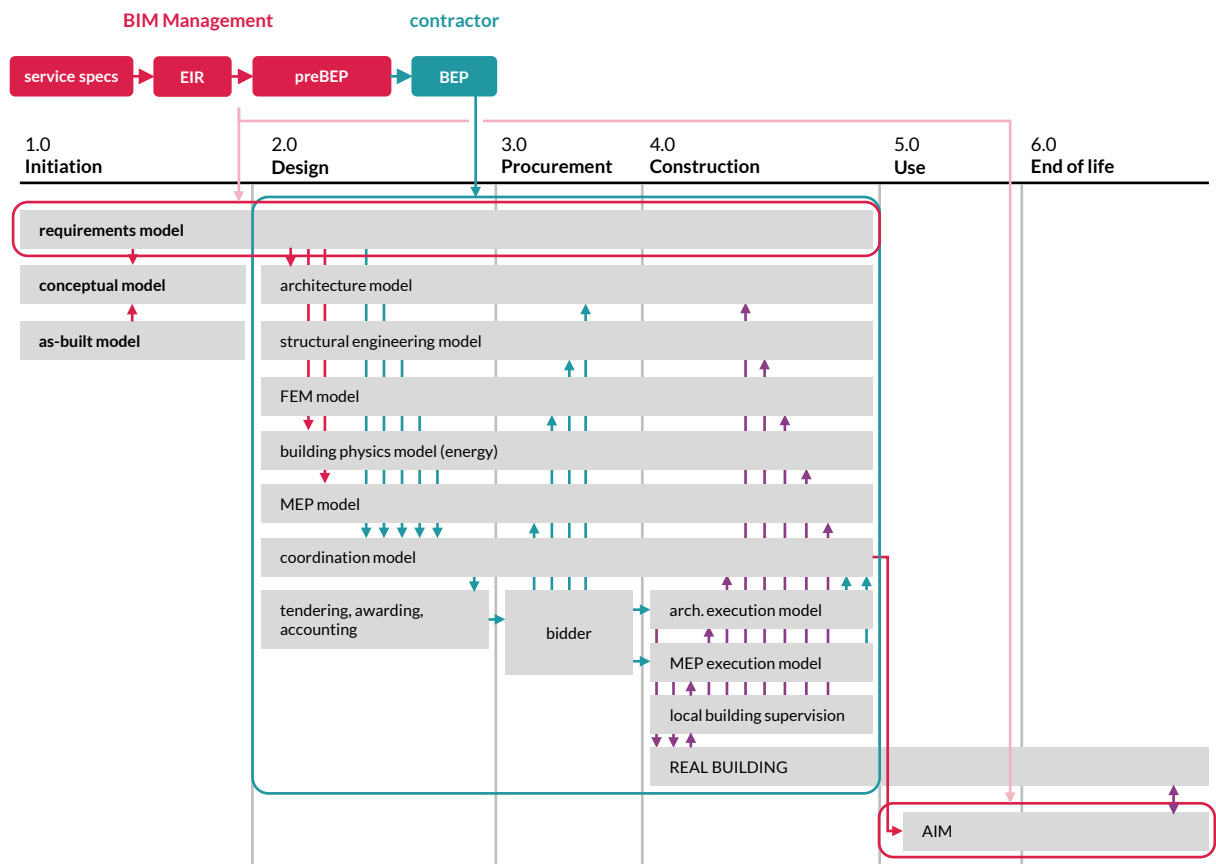 BIM Management
contractor
service specs
EIR
preBEP
BEP
1.0
Initiation
2.0
Design
3.0
Procurement
4.0
Construction
5.0
Use
6.0
End of life
requirements model
conceptual model
architecture model
as-built model
structural engineering model
FEM model
building physics model (energy)
MEP model
coordination model
tendering, awarding,
accounting
bidder
arch. execution model
MEP execution model
local building supervision
REAL BUILDING
AIM